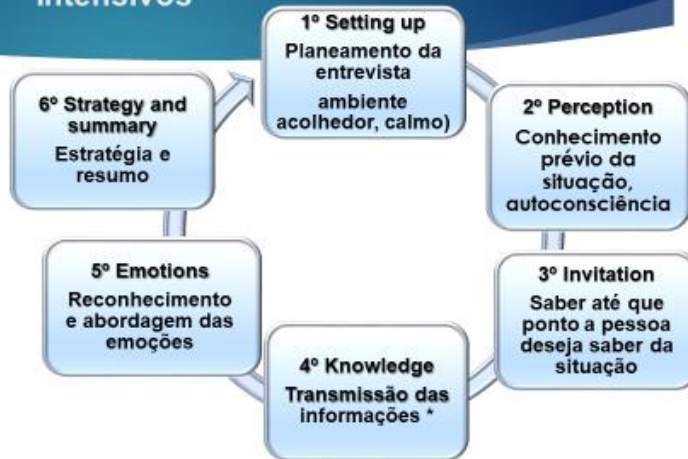 intensivos
1º Setting up
Planeamento da
entrevista
ambiente
acolhedor, calmo)
2º Perception
Conhecimento
prévio da
situação,
autoconsciência
3º Invitation
Saber até que
ponto a pessoa
deseja saber da
situação
4º Knowledge
Transmissão das
informações *
5º Emotions
Reconhecimento
e abordagem das
emoções
6º Strategy and
summary
Estratégia e
resumo